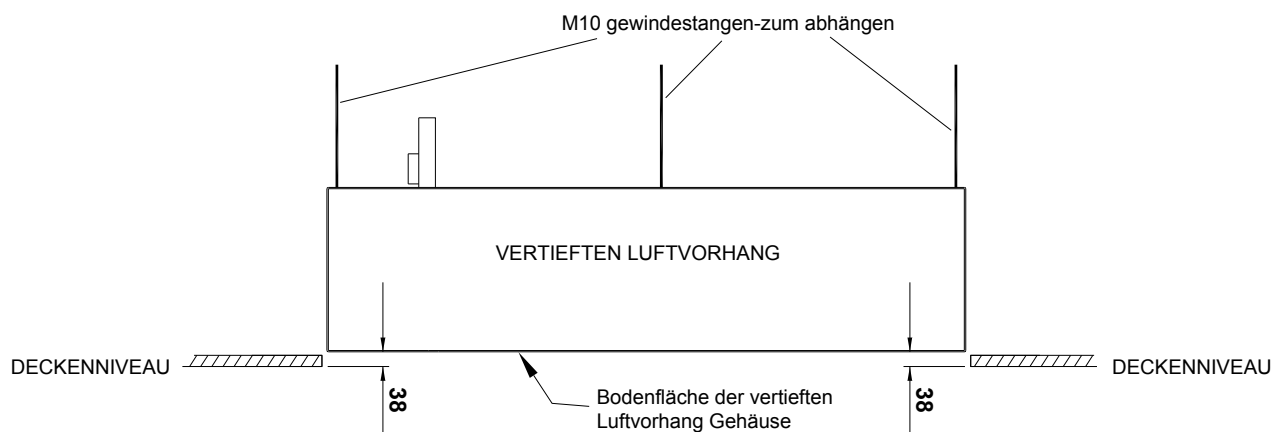 M10 gewindestangen-zum abhängen
VERTIEFTEN LUFTVORHANG
DECKENNIVEAU
DECKENNIVEAU
38
38
Bodenfläche der vertieften
Luftvorhang Gehäuse